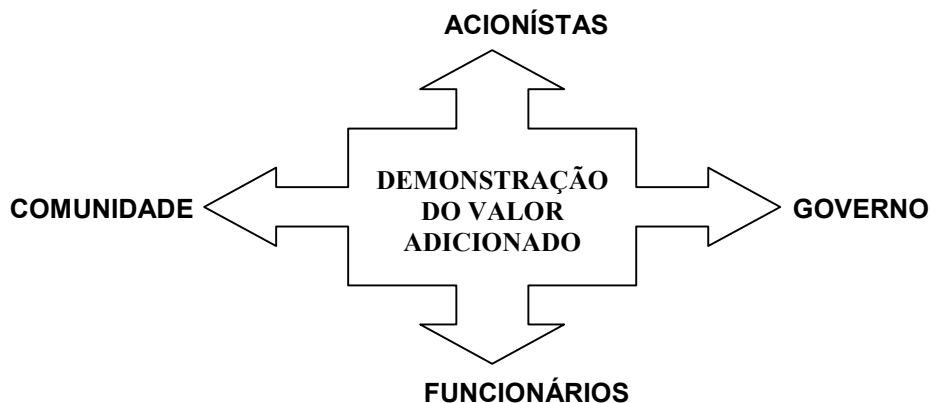 ACIONÍSTAS
COMUNIDADE
DEMONSTRAÇÃO
DO VALOR
ADICIONADO
GOVERNO
FUNCIONÁRIOS